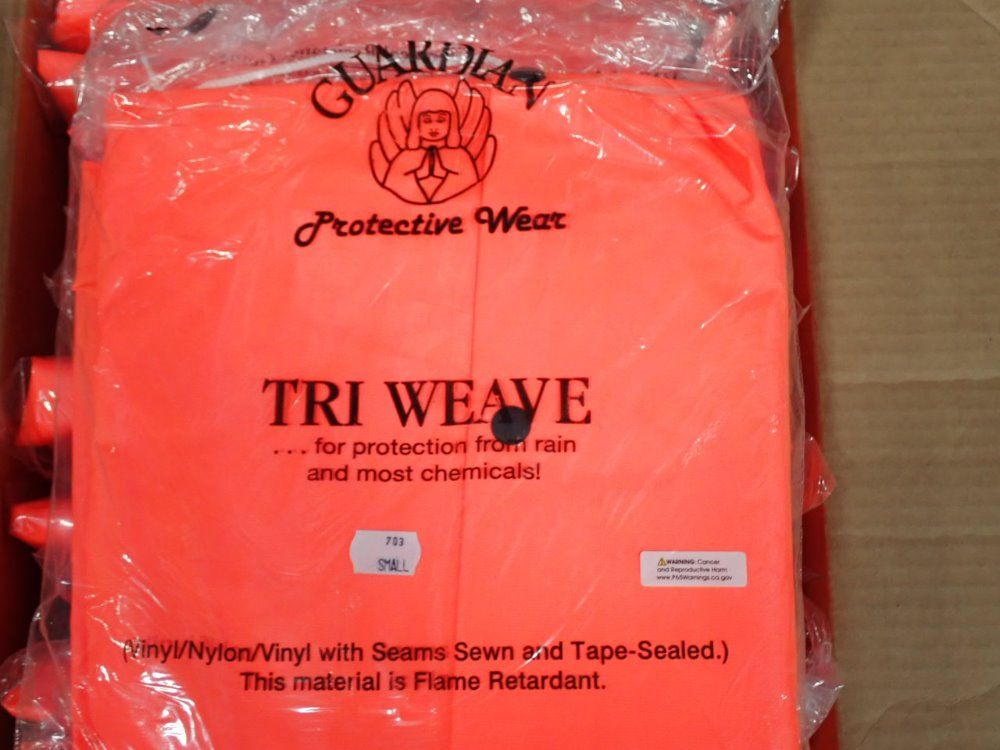 GUARDIAN
Protective Wear
TRI WEAVE
...for protection from rain
and most chemicals!
703
SMALL
WARNING: Cancer
and Reproductive Harm
www.P65Warnings.ca.gov
(Vinyl/Nylon/Vinyl with Seams Sewn and Tape-Sealed.)
This material is Flame Retardant.